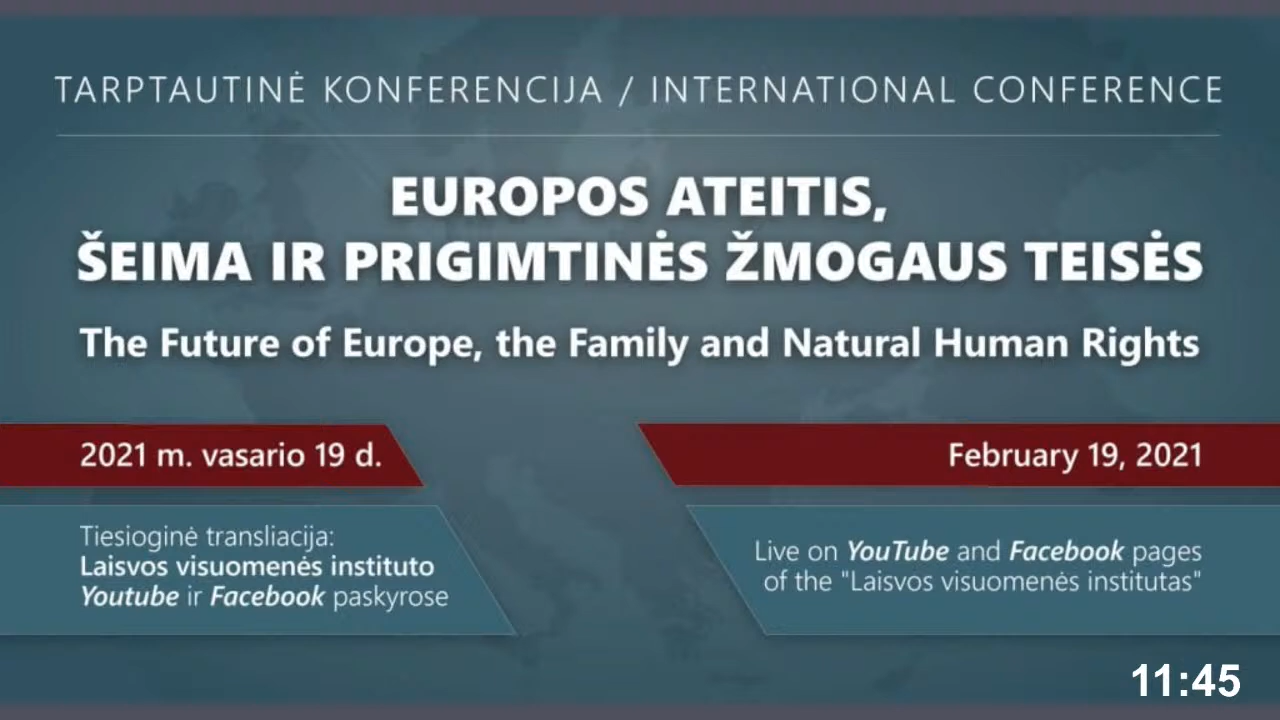 TARPTAUTINĖ KONFERENCIJA / INTERNATIONAL CONFERENCE
EUROPOS ATEITIS,
ŠEIMA IR PRIGIMTINĖS ŽMOGAUS TEISĖS
The Future of Europe, the Family and Natural Human Rights
2021 m. vasario 19 d.
February 19, 2021
Tiesioginė transliacija:
Laisvos visuomenės instituto
Youtube ir Facebook paskyrose
Live on YouTube and Facebook pages
of the "Laisvos visuomenės institutas"
11:45